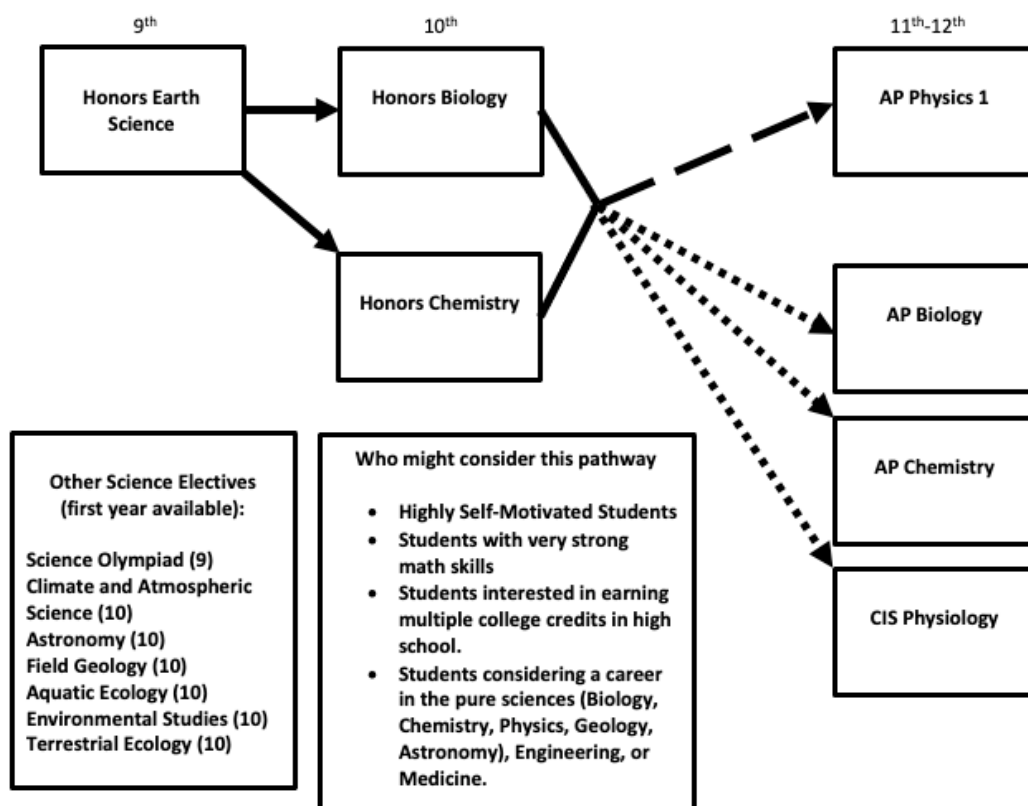 9th
10th
11th-12th
Honors Earth
Science
Honors Biology
AP Physics 1
Honors Chemistry
AP Biology
AP Chemistry
CIS Physiology
Other Science Electives
(first year available):
Science Olympiad (9)
Climate and Atmospheric
Science (10)
Astronomy (10)
Field Geology (10)
Aquatic Ecology (10)
Environmental Studies (10)
Terrestrial Ecology (10)
Who might consider this pathway
• Highly Self-Motivated Students
• Students with very strong
math skills
• Students interested in earning
multiple college credits in high
school.
• Students considering a career
in the pure sciences (Biology,
Chemistry, Physics, Geology,
Astronomy), Engineering, or
Medicine.